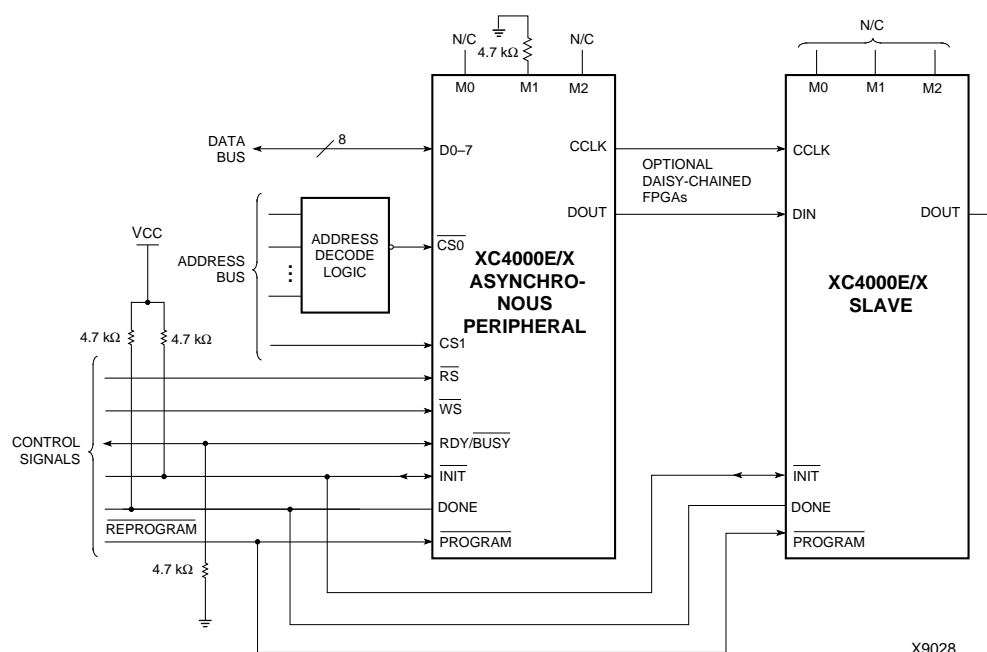 N/C
4.7 kΩ
N/C
N/C
M0
M1
M2
M0
M1
M2
DATA
BUS
8
D0–7
CCLK
CCLK
OPTIONAL
DAISY-CHAINED
FPGAs
DOUT
DIN
DOUT
VCC
ADDRESS
BUS
ADDRESS
DECODE
LOGIC
CS0
XC4000E/X
ASYNCHRO-
NOUS
PERIPHERAL
XC4000E/X
SLAVE
4.7 kΩ
4.7 kΩ
CS1
RS
WS
CONTROL
SIGNALS
RDY/BUSY
INIT
INIT
DONE
DONE
REPROGRAM
PROGRAM
PROGRAM
4.7 kΩ
X9028